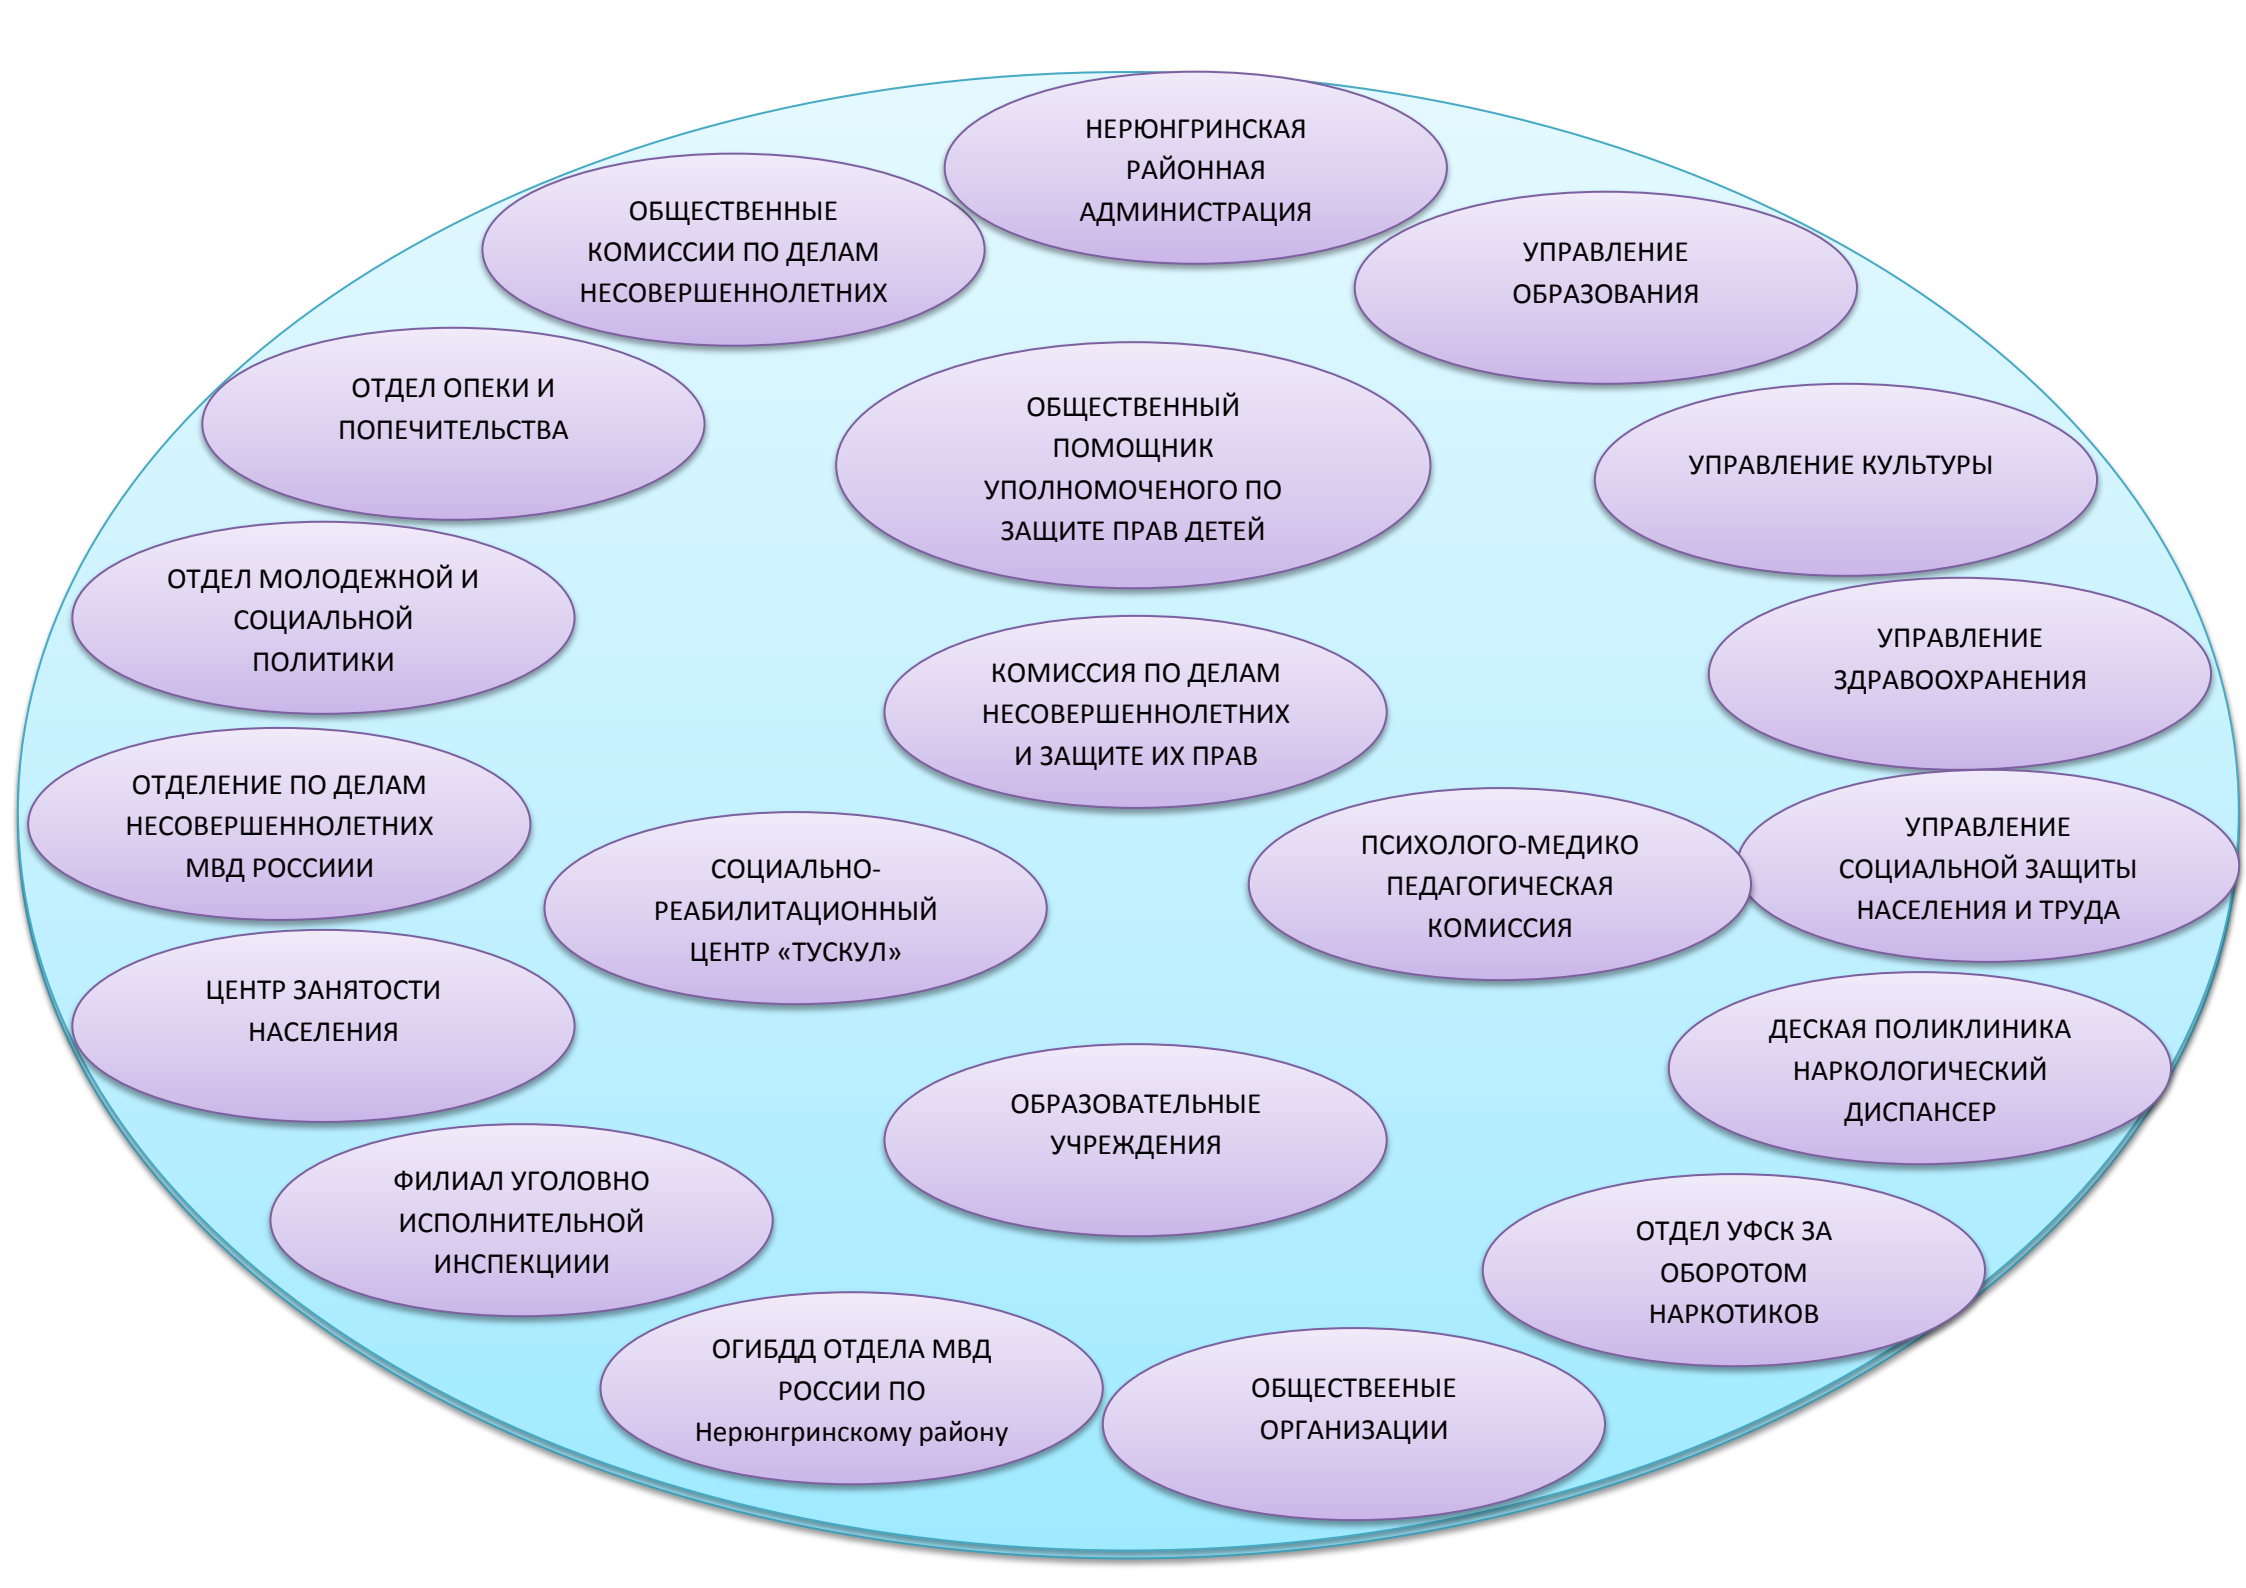 НЕРЮНГРИНСКАЯ
РАЙОННАЯ
АДМИНИСТРАЦИЯ
ОБЩЕСТВЕННЫЕ
КОМИССИИ ПО ДЕЛАМ
НЕСОВЕРШЕННОЛЕТНИХ
УПРАВЛЕНИЕ
ОБРАЗОВАНИЯ
ОТДЕЛ ОПЕКИ И
ПОПЕЧИТЕЛЬСТВА
ОБЩЕСТВЕННЫЙ
ПОМОЩНИК
УПОЛНОМОЧЕНОГО ПО
ЗАЩИТЕ ПРАВ ДЕТЕЙ
УПРАВЛЕНИЕ КУЛЬТУРЫ
ОТДЕЛ МОЛОДЕЖНОЙ И
СОЦИАЛЬНОЙ
ПОЛИТИКИ
КОМИССИЯ ПО ДЕЛАМ
НЕСОВЕРШЕННОЛЕТНИХ
И ЗАЩИТЕ ИХ ПРАВ
УПРАВЛЕНИЕ
ЗДРАВООХРАНЕНИЯ
ОТДЕЛЕНИЕ ПО ДЕЛАМ
НЕСОВЕРШЕННОЛЕТНИХ
МВД РОССИИИ
СОЦИАЛЬНО-
РЕАБИЛИТАЦИОННЫЙ
ЦЕНТР «ТУСКУЛ»
ПСИХОЛОГО-МЕДИКО
ПЕДАГОГИЧЕСКАЯ
КОМИССИЯ
УПРАВЛЕНИЕ
СОЦИАЛЬНОЙ ЗАЩИТЫ
НАСЕЛЕНИЯ И ТРУДА
ЦЕНТР ЗАНЯТОСТИ
НАСЕЛЕНИЯ
ДЕСКАЯ ПОЛИКЛИНИКА
НАРКОЛОГИЧЕСКИЙ
ДИСПАНСЕР
ОБРАЗОВАТЕЛЬНЫЕ
УЧРЕЖДЕНИЯ
ФИЛИАЛ УГОЛОВНО
ИСПОЛНИТЕЛЬНОЙ
ИНСПЕКЦИИИ
ОТДЕЛ УФСК ЗА
ОБОРОТОМ
НАРКОТИКОВ
ОГИБДД ОТДЕЛА МВД
РОССИИ ПО
Нерюнгринскому району
ОБЩЕСТВЕЕНЫЕ
ОРГАНИЗАЦИИ